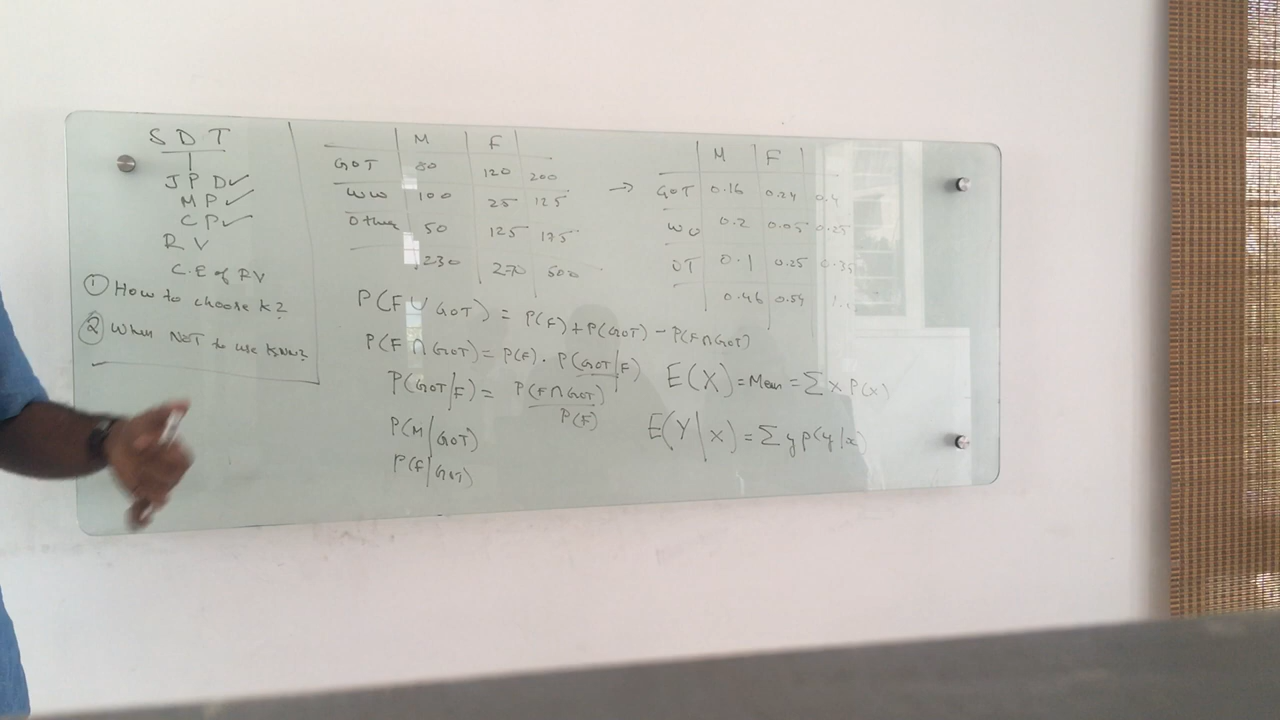 S D T
J P D ✓
M P ✓
C P ✓
R V
C.E of RV
① How to choose K?
② When NOT to use KNN?
M F
GOT 80 120 200
WW 100 25 125
Other 50 125 175
230 270 500
→
M F
GOT 0.16 0.24 0.4
WW 0.2 0.05 0.25
OT 0.1 0.25 0.35
0.46 0.54
P(F ∪ GOT) = P(F) + P(GOT) - P(F∩GOT)
P(F ∩ GOT) = P(F) . P(GOT|F)
P(GOT|F) = P(F∩GOT)
P(F)
P(M|GOT)
P(F|GOT)
E(X) = Mean = ∑ x P(x)
E(Y|X) = ∑ y P(y|x)